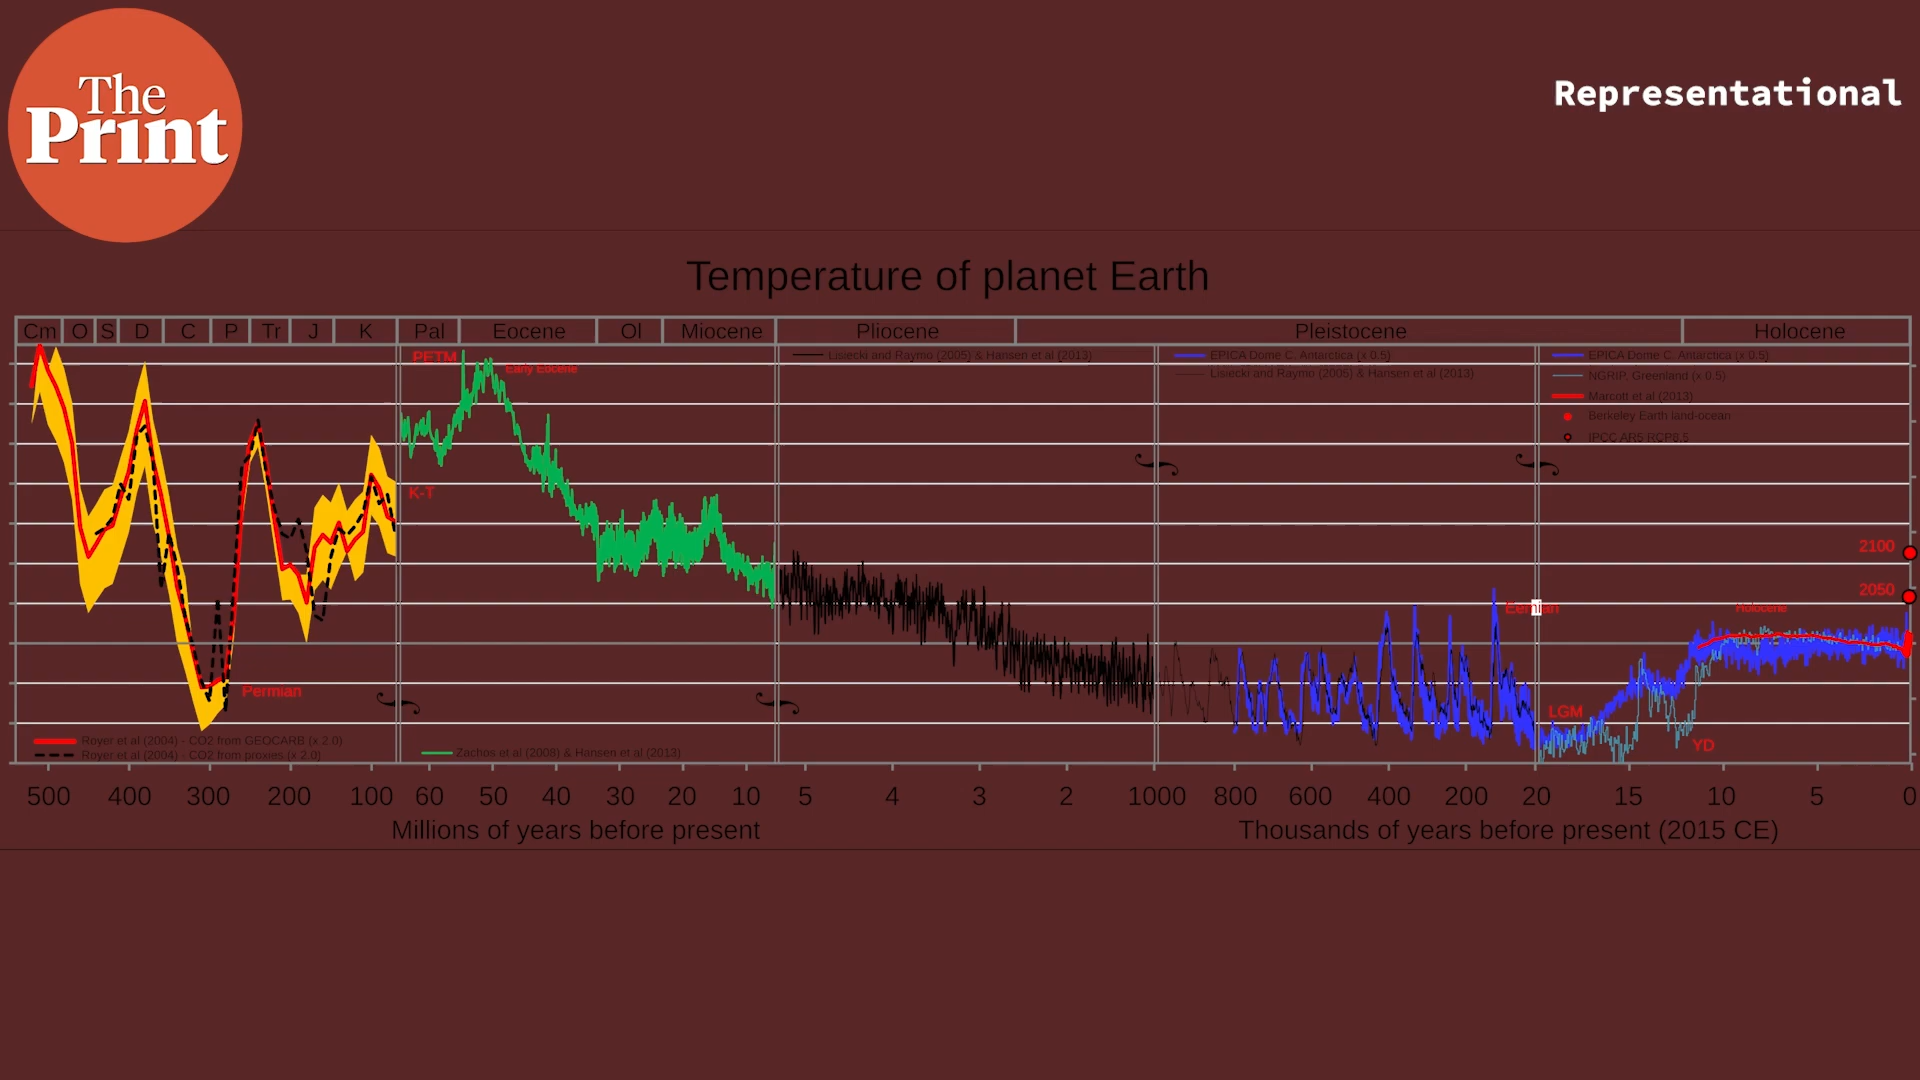 The
Print
Representational
Temperature of planet Earth
Cm O S D C P Tr J K Pal Eocene Ol Miocene Pliocene Pleistocene Holocene
PETM
Early Eocene
Lisiecki and Raymo (2005) & Hansen et al (2013)
EPICA Dome C, Antarctica (x 0.5)
Lisiecki and Raymo (2005) & Hansen et al (2013)
EPICA Dome C, Antarctica (x 0.5)
NGRIP, Greenland (x 0.5)
Marcott et al (2013)
Berkeley Earth land-ocean
IPCC AR5 RCP8.5
K-T
2100
2050
Eemian
Holocene
Permian
LGM
YD
Royer et al (2004) - CO2 from GEOCARB (x 2.0)
Royer et al (2004) - CO2 from proxies (x 2.0)
Zachos et al (2008) & Hansen et al (2013)
500 400 300 200 100 60 50 40 30 20 10 5 4 3 2 1000 800 600 400 200 20 15 10 5 0
Millions of years before present
Thousands of years before present (2015 CE)